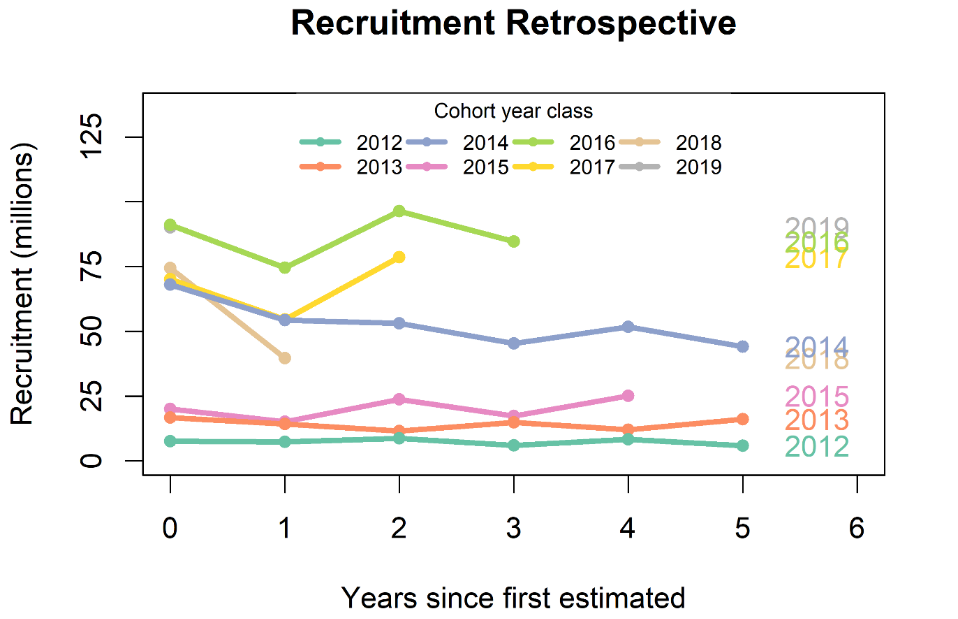 Recruitment Retrospective
Cohort year class
2012 2014 2016 2018
2013 2015 2017 2019
Recruitment (millions)
125
75
50
25
0
2019
2016
2017
2014
2018
2015
2013
2012
0 1 2 3 4 5 6
Years since first estimated